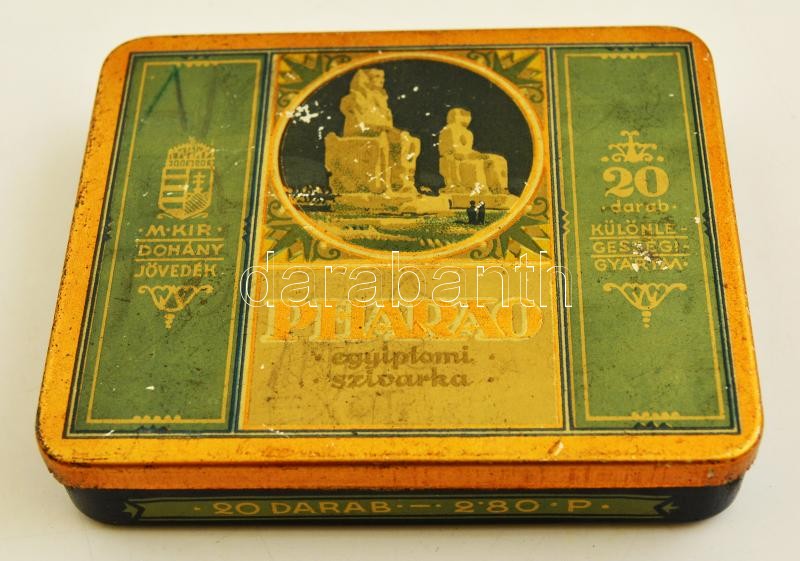 M·KIR
DOHÁNY
JÖVEDÉK
20
·darab·
KÜLÖNLE-
GESSÉGI·
GYÁRTM·
darabanth
PHARAO
·egyiptomi·
·szivarka·
·20 DARAB·—·2·80·P·